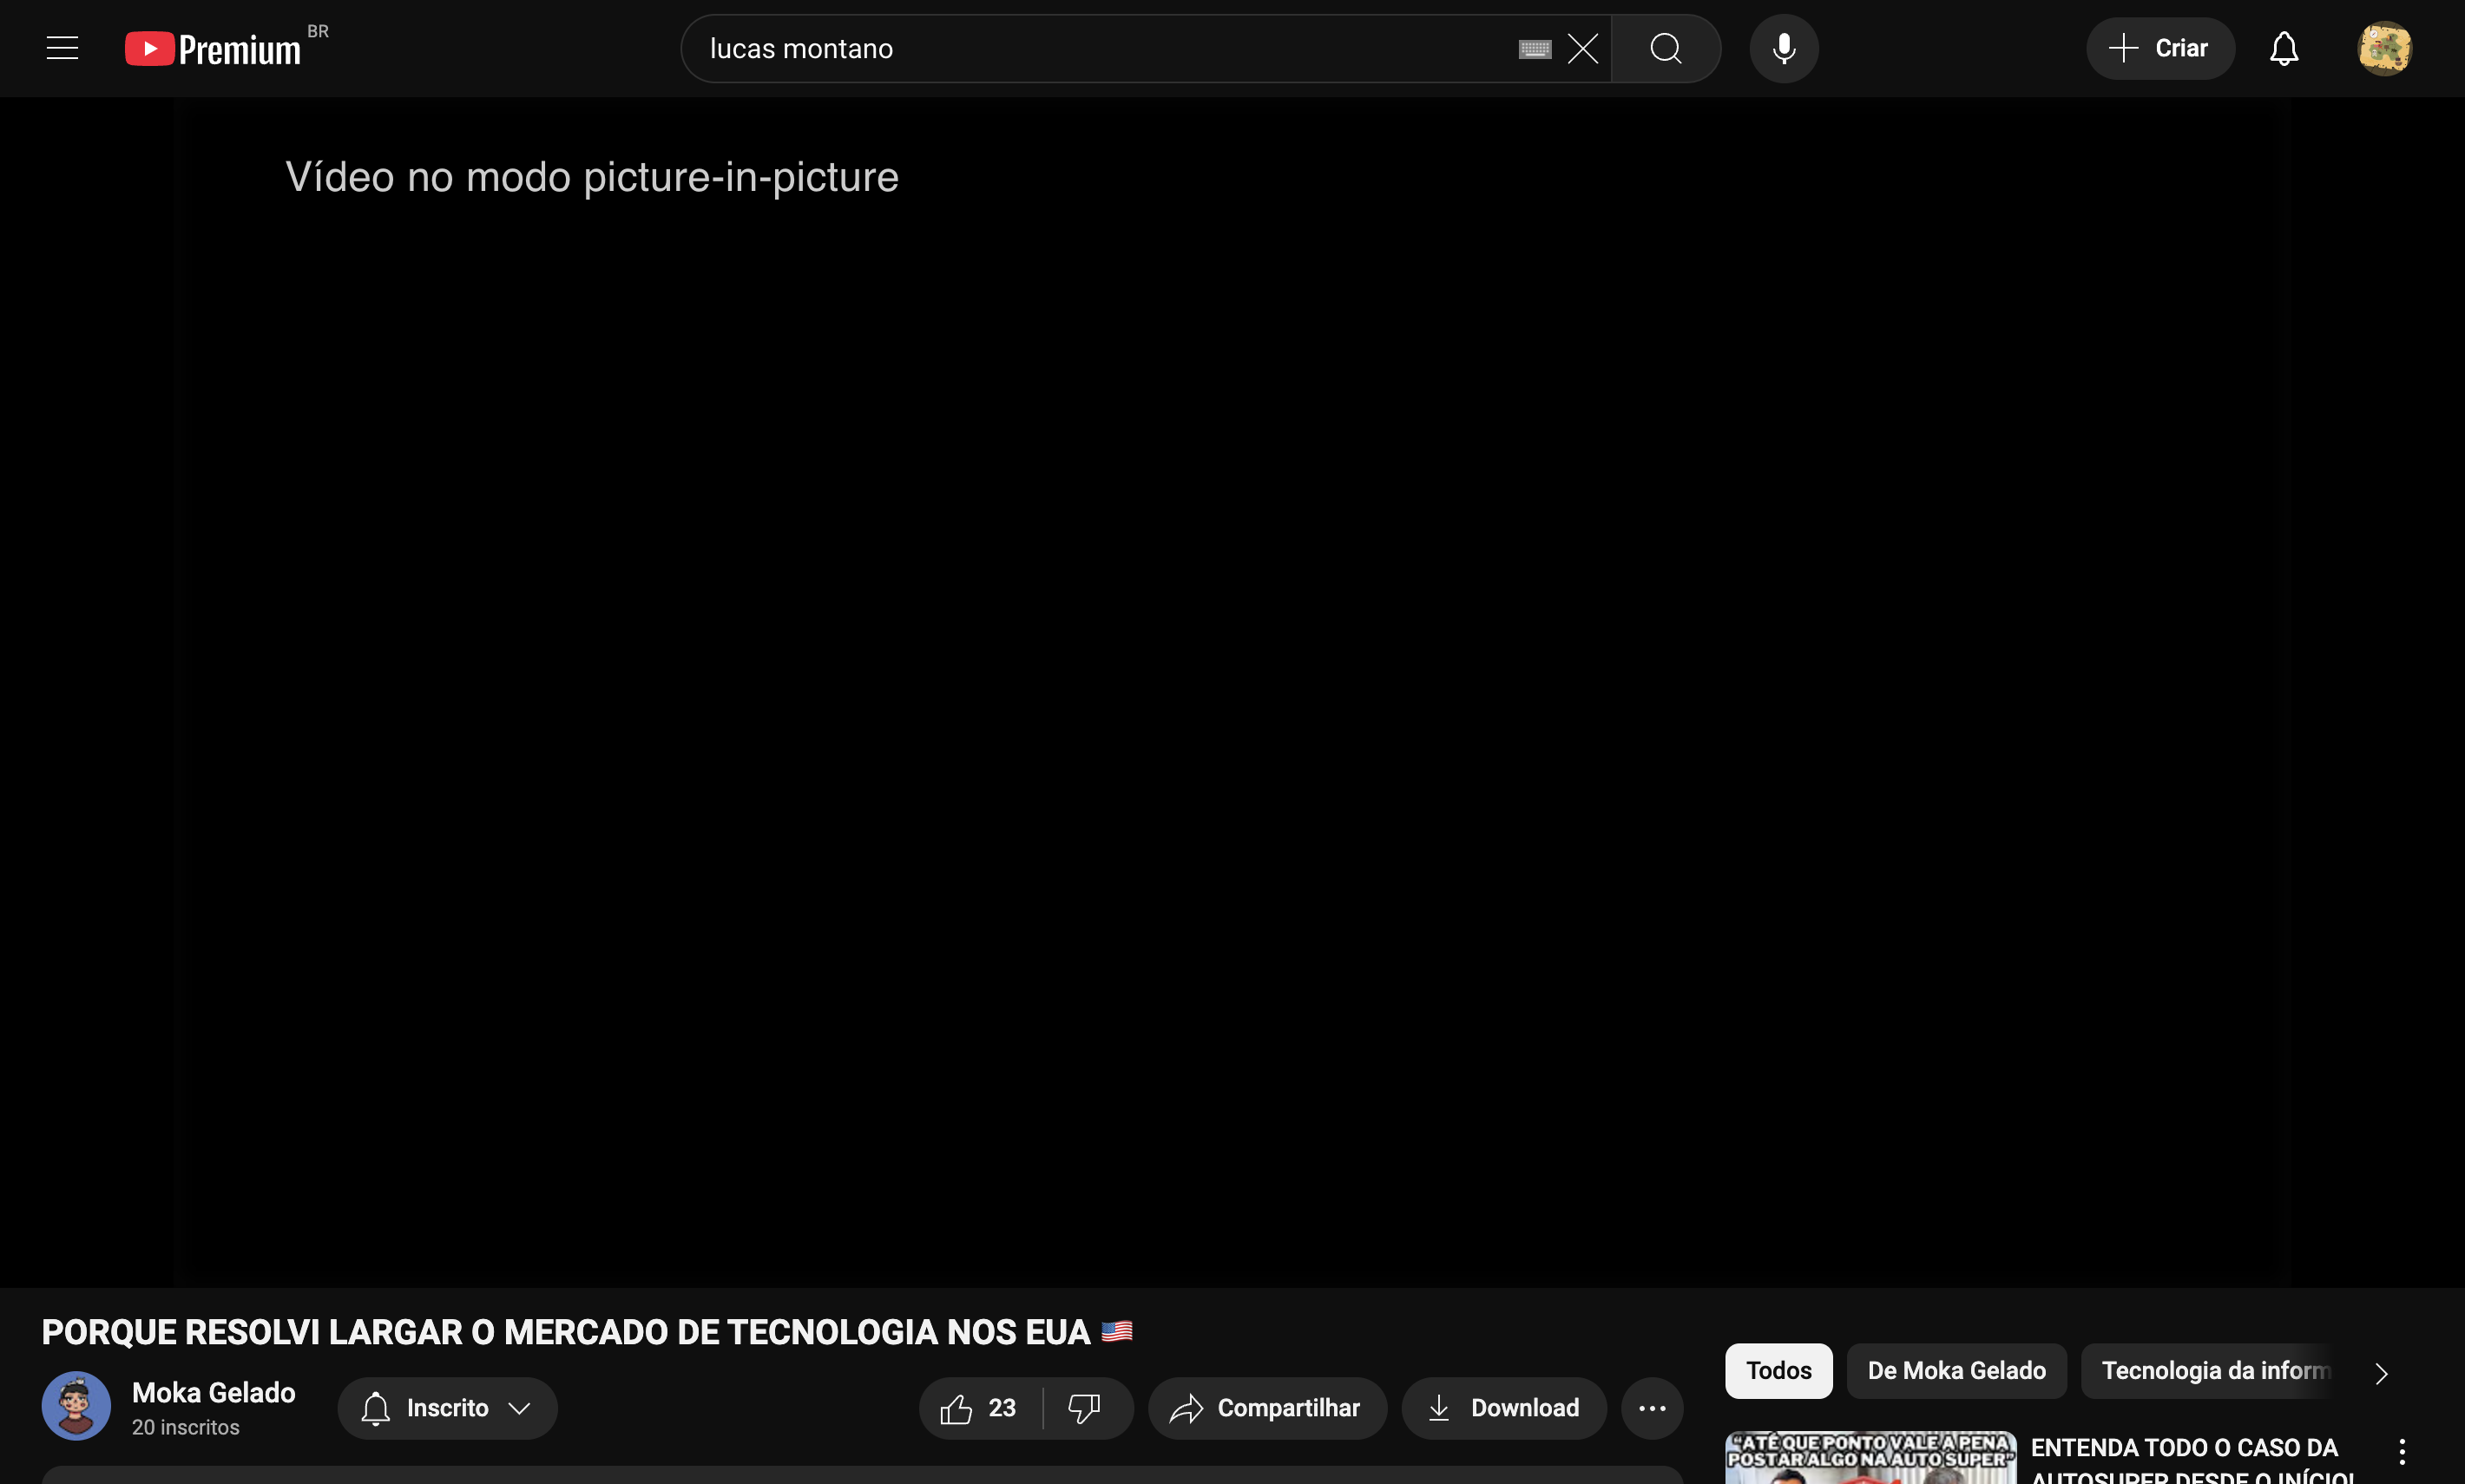 Premium BR
lucas montano
Criar
Vídeo no modo picture-in-picture
PORQUE RESOLVI LARGAR O MERCADO DE TECNOLOGIA NOS EUA 🇺🇸
Moka Gelado
20 inscritos
Inscrito
23
Compartilhar
Download
Todos
De Moka Gelado
Tecnologia da inform
"ATÉ QUE PONTO VALE A PENA
POSTAR ALGO NA AUTO SUPER"
ENTENDA TODO O CASO DA
AUTOSUPER DESDE O INÍCIO!